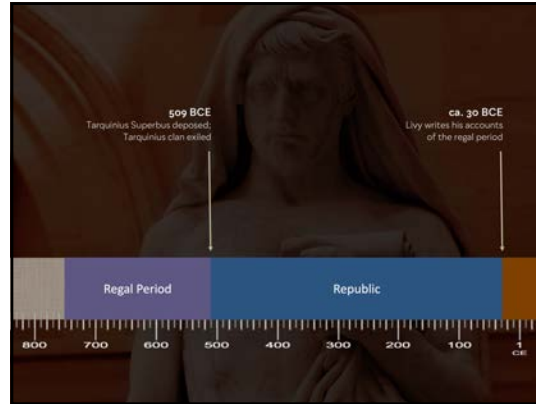 509 BCE
Tarquinius Superbus deposed;
Tarquinius clan exiled
ca. 30 BCE
Livy writes his accounts
of the regal period
Regal Period
Republic
800 700 600 500 400 300 200 100 1
CE